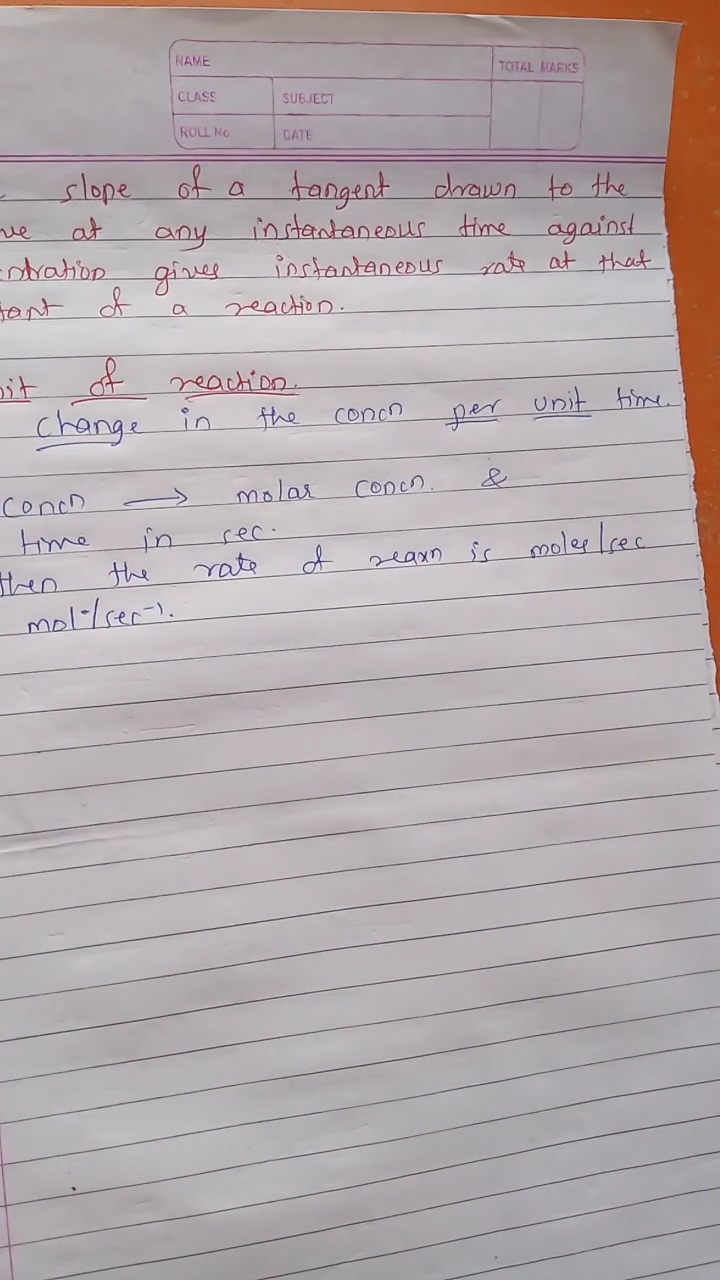 NAME
TOTAL MARKS
CLASS
SUBJECT
ROLL No
DATE
slope of a tangent drawn to the
ve at any instantaneous time against
ntration gives instantaneous rate at that
tant of a reaction.
it of reaction.
change in the concn per unit time.
concn → molar concn. &
time in sec.
then the rate of reaxn is moles/sec
mol⁻/sec⁻¹.